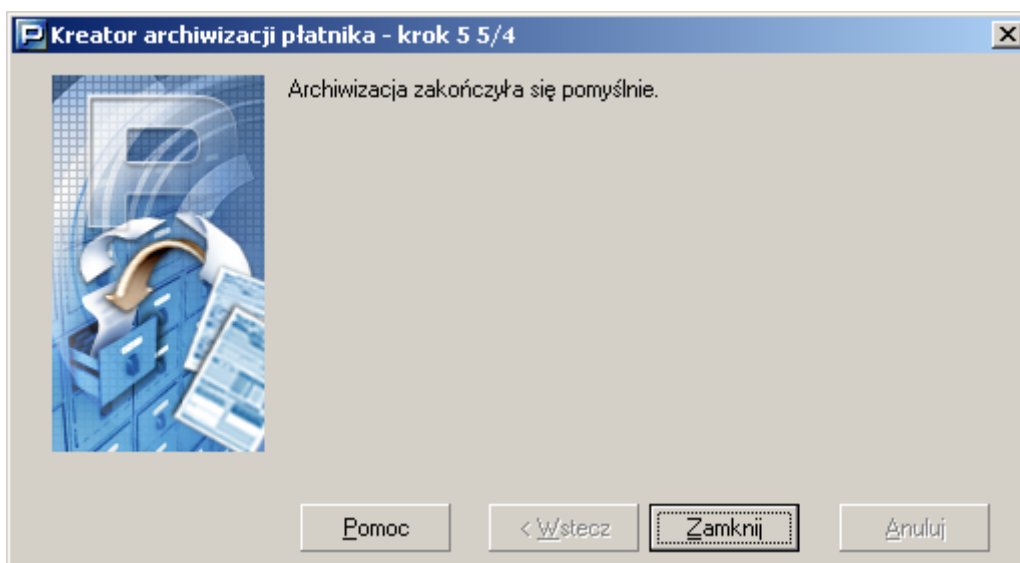 Kreator archiwizacji płatnika - krok 5 5/4
Archiwizacja zakończyła się pomyślnie.
Pomoc
< Wstecz
Zamknij
Anuluj